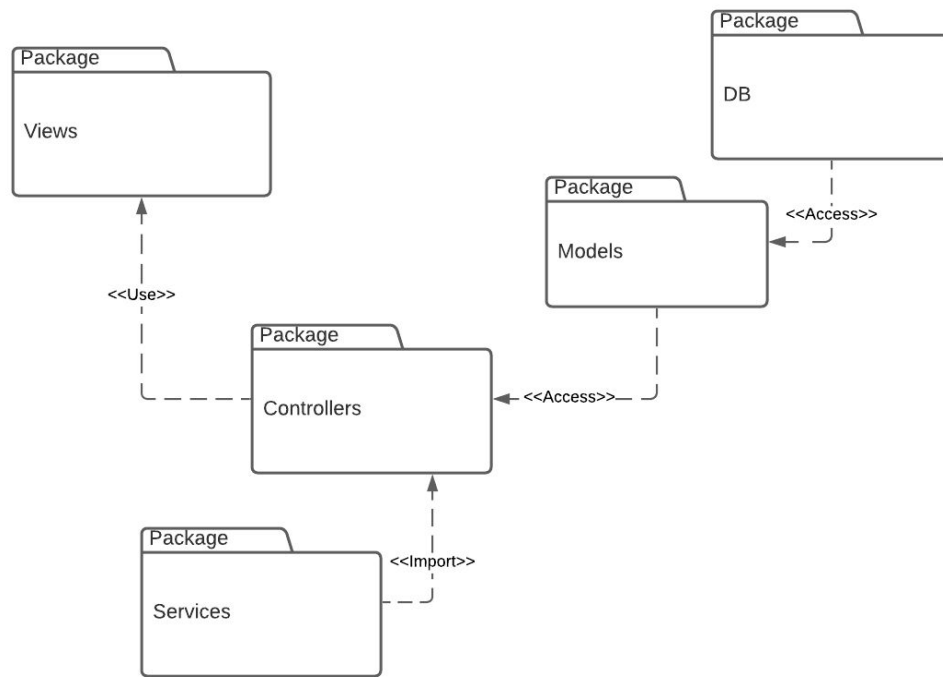 Package
DB
Package
Views
Package
Models
<<Access>>
<<Use>>
Package
Controllers
<<Access>>
Package
Services
<<Import>>